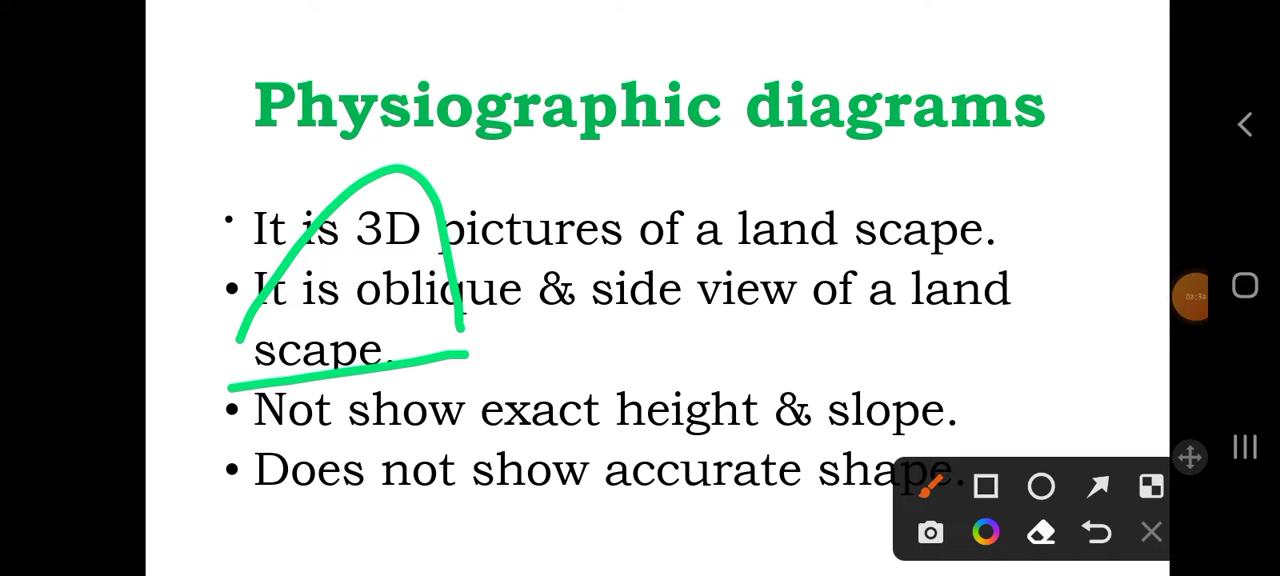 Physiographic diagrams
• It is 3D pictures of a land scape.
• It is oblique & side view of a land
scape.
• Not show exact height & slope.
• Does not show accurate shape.